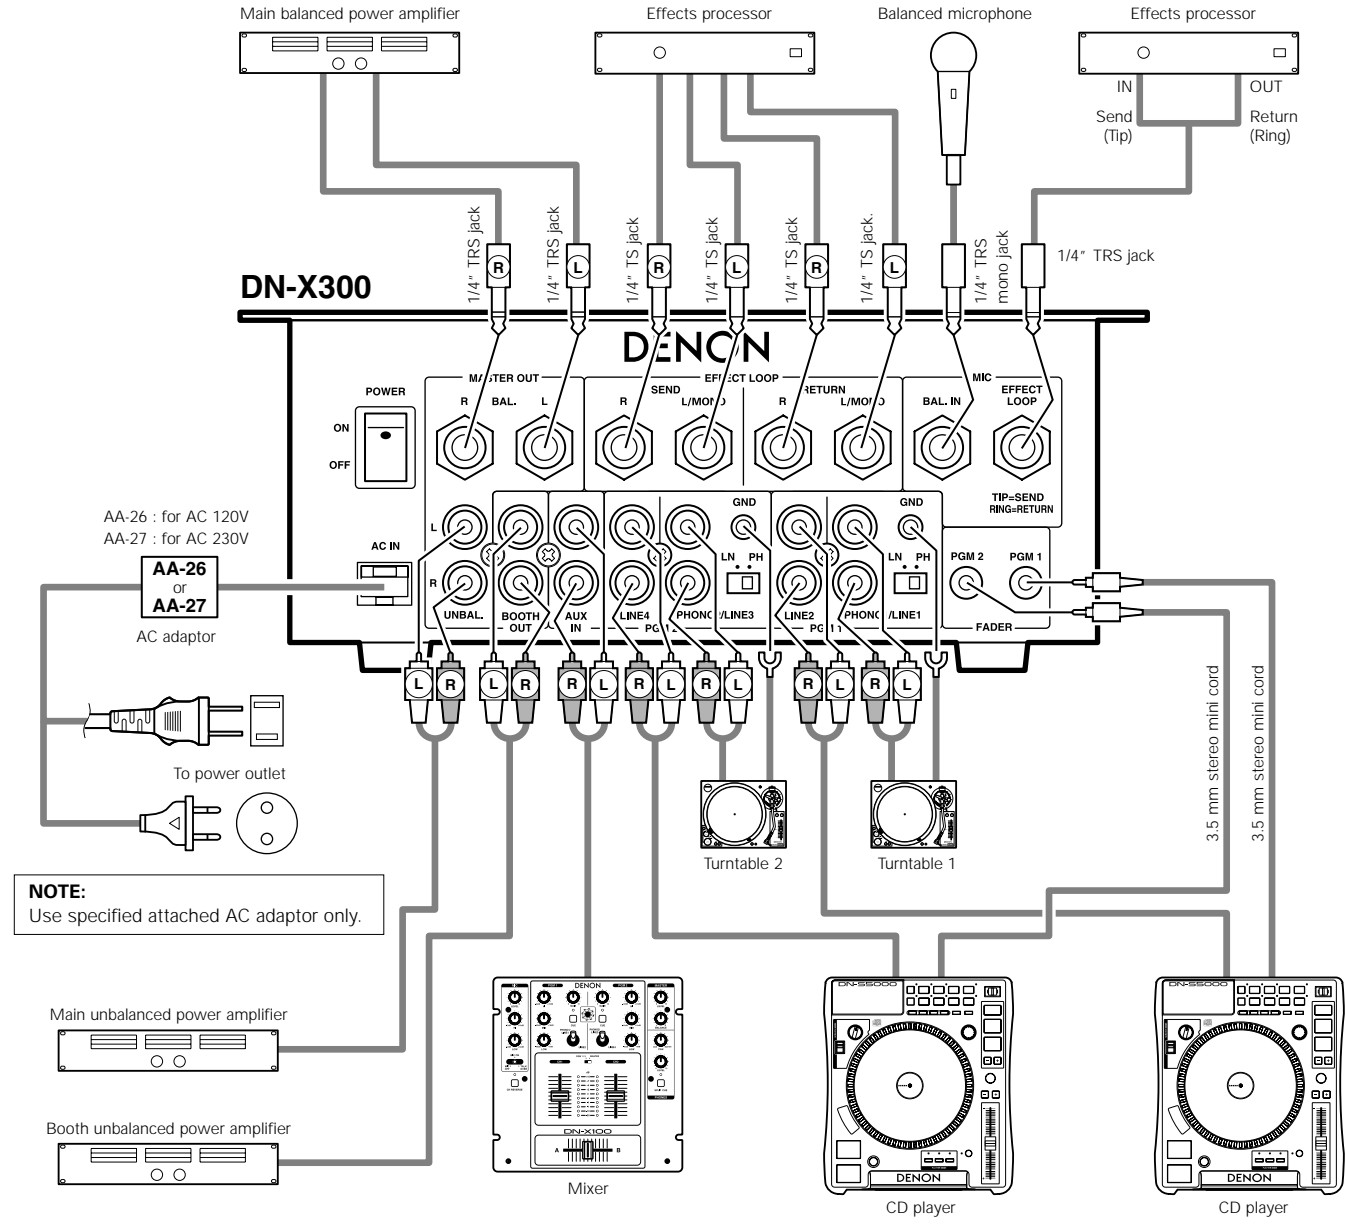 Main balanced power amplifier
Effects processor
Balanced microphone
Effects processor
IN
OUT
Send
(Tip)
Return
(Ring)
1/4" TRS jack
1/4" TRS jack
1/4" TS jack
1/4" TS jack
1/4" TS jack
1/4" TS jack.
1/4" TRS
mono jack
1/4" TRS jack
R
L
R
L
R
L
DN-X300
DENON
POWER
ON
OFF
MASTER OUT
R BAL. L
EFFECT LOOP
SEND
R L/MONO
RETURN
R L/MONO
MIC
BAL. IN
EFFECT
LOOP
TIP=SEND
RING=RETURN
AA-26 : for AC 120V
AA-27 : for AC 230V
AA-26
or
AA-27
AC adaptor
AC IN
L
R
UNBAL.
BOOTH
OUT
AUX
IN
LINE4
PGM 2
GND
LN PH
LINE2
PGM 1
GND
LN PH
/LINE1
PGM 2 PGM 1
FADER
L R L R R L R L R L R L R L
To power outlet
3.5 mm stereo mini cord
3.5 mm stereo mini cord
Turntable 2
Turntable 1
NOTE:
Use specified attached AC adaptor only.
Main unbalanced power amplifier
Booth unbalanced power amplifier
DENON
DN-X100
A B
Mixer
DN-S5000
DENON
CD player
DN-S5000
DENON
CD player